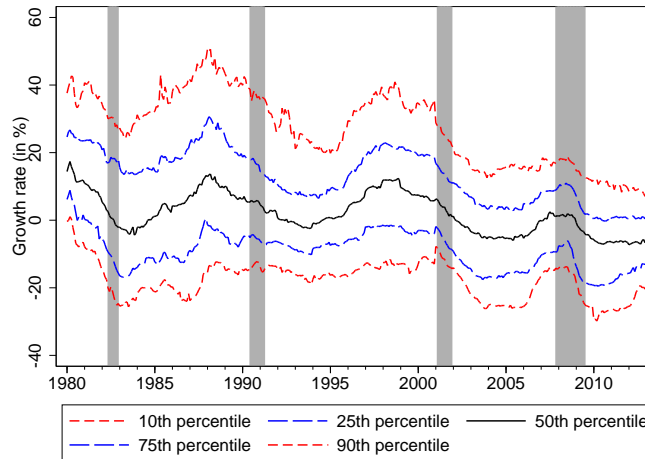 60
40
20
0
-20
-40
Growth rate (in %)
1980 1985 1990 1995 2000 2005 2010
10th percentile 25th percentile 50th percentile
75th percentile 90th percentile